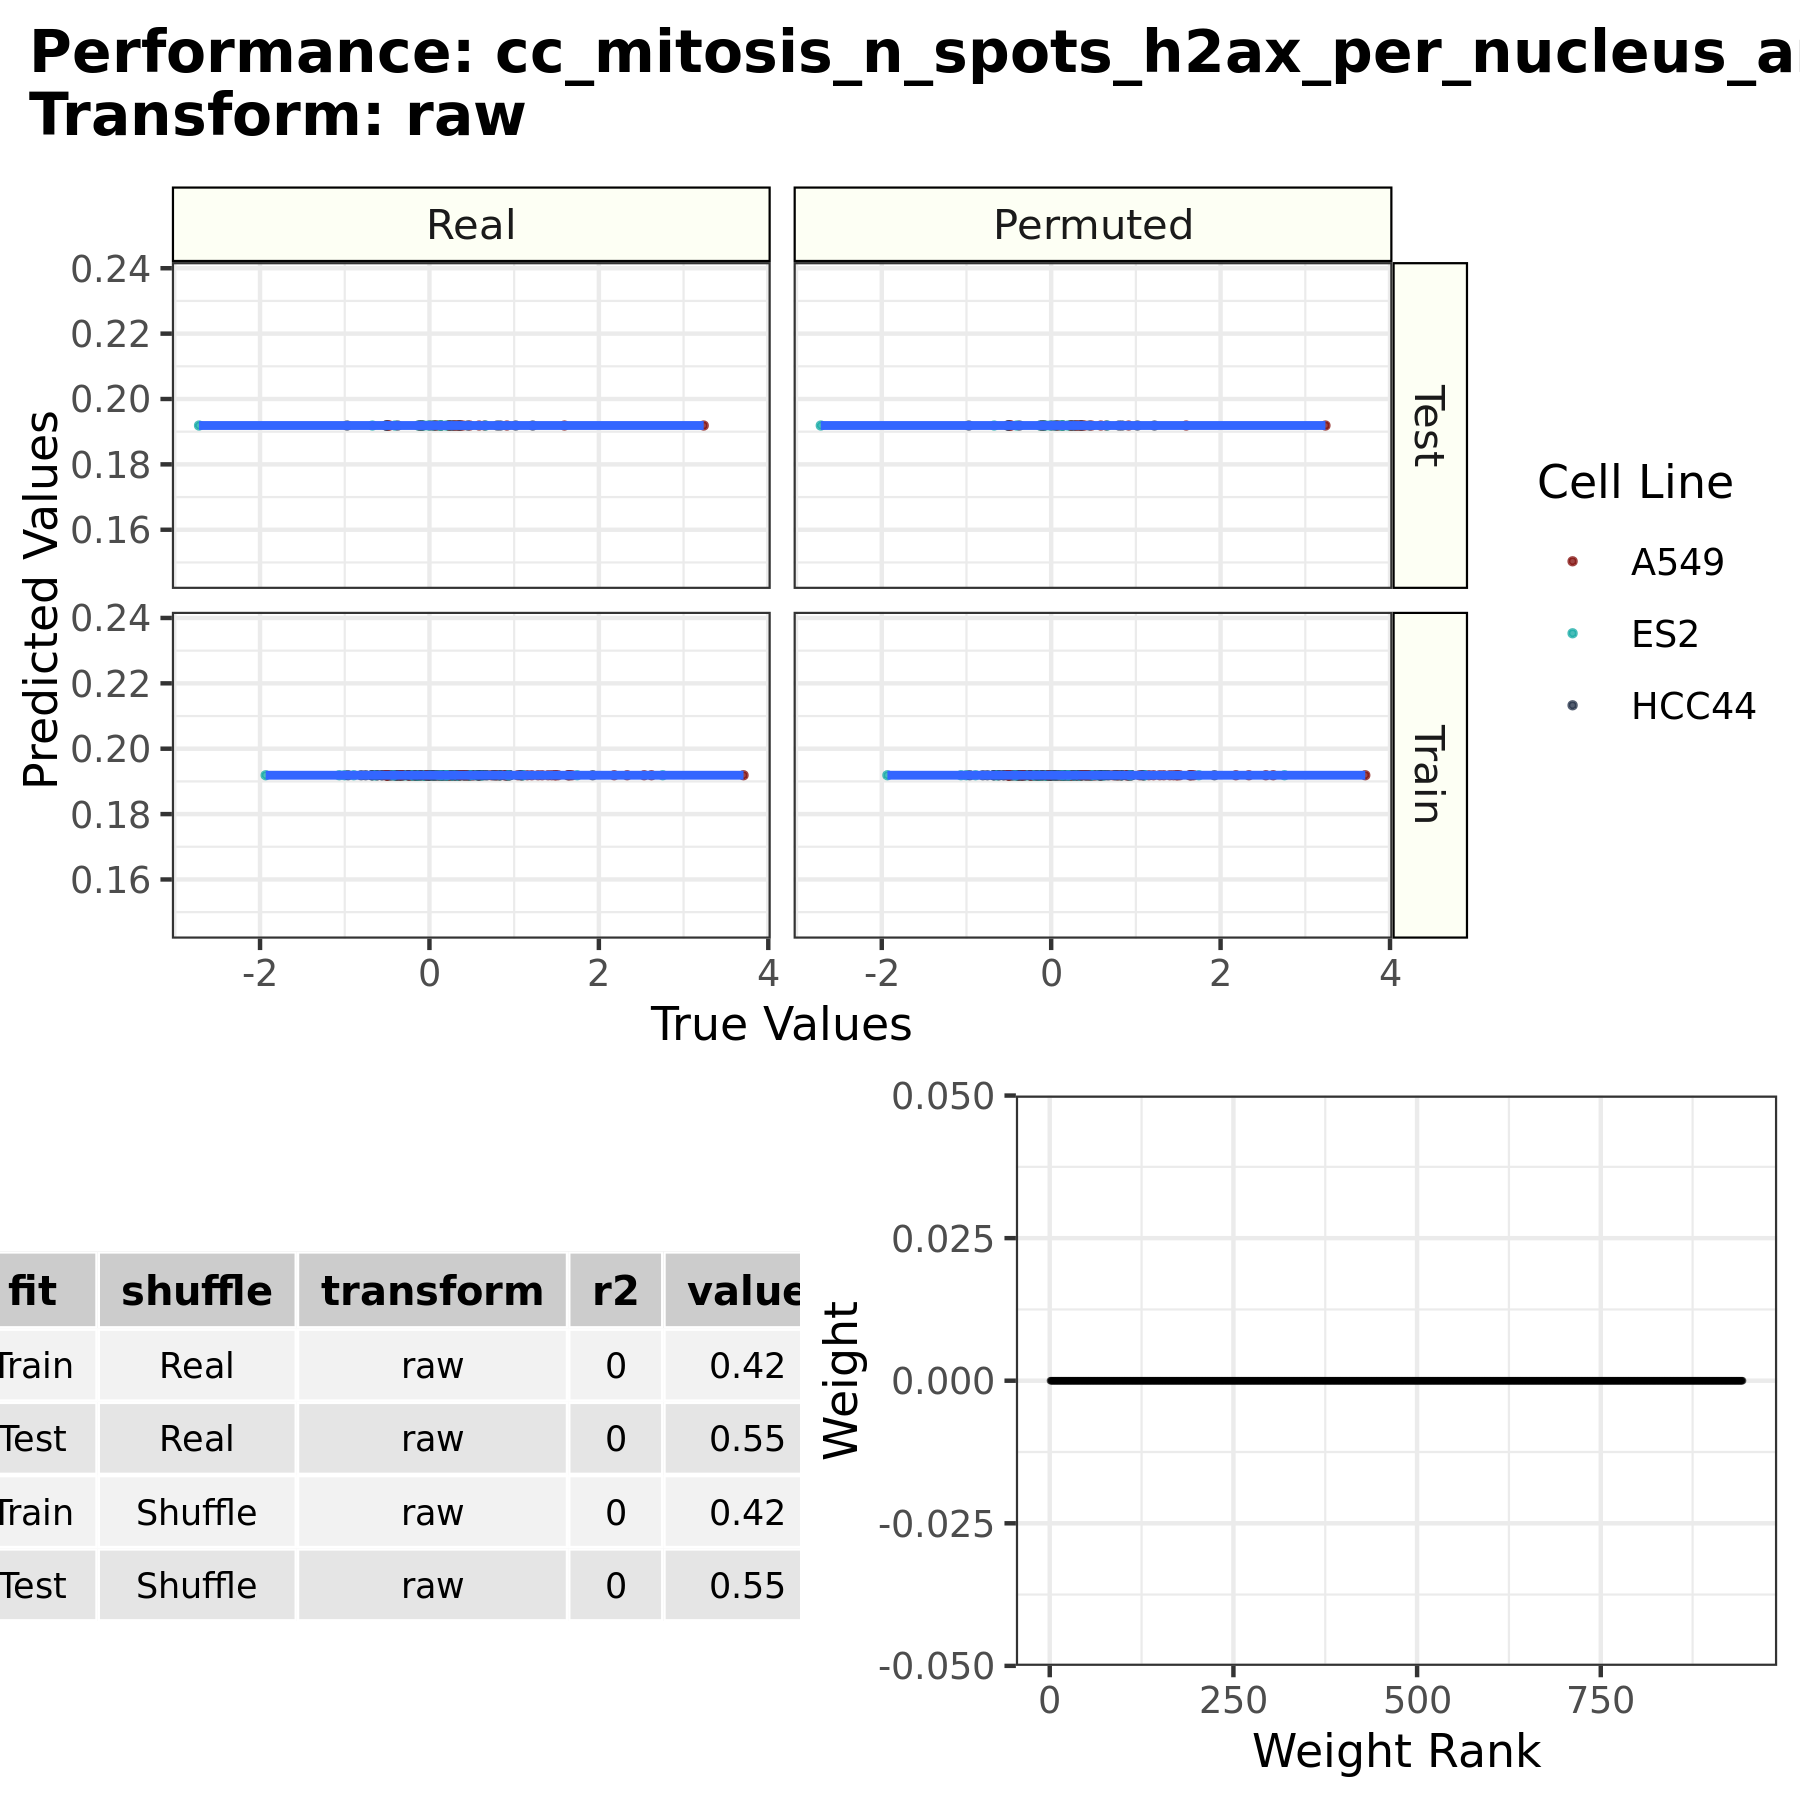 Performance: cc_mitosis_n_spots_h2ax_per_nucleus_a
Transform: raw
Real
Permuted
0.24
0.22
0.20
0.18
0.16
Test
0.24
0.22
0.20
0.18
0.16
Train
Predicted Values
-2
0
2
4
-2
0
2
4
True Values
Cell Line
A549
ES2
HCC44
fit shuffle transform r2 value
Train Real raw 0 0.42
Test Real raw 0 0.55
Train Shuffle raw 0 0.42
Test Shuffle raw 0 0.55
Weight
0.050
0.025
0.000
-0.025
-0.050
0
250
500
750
Weight Rank